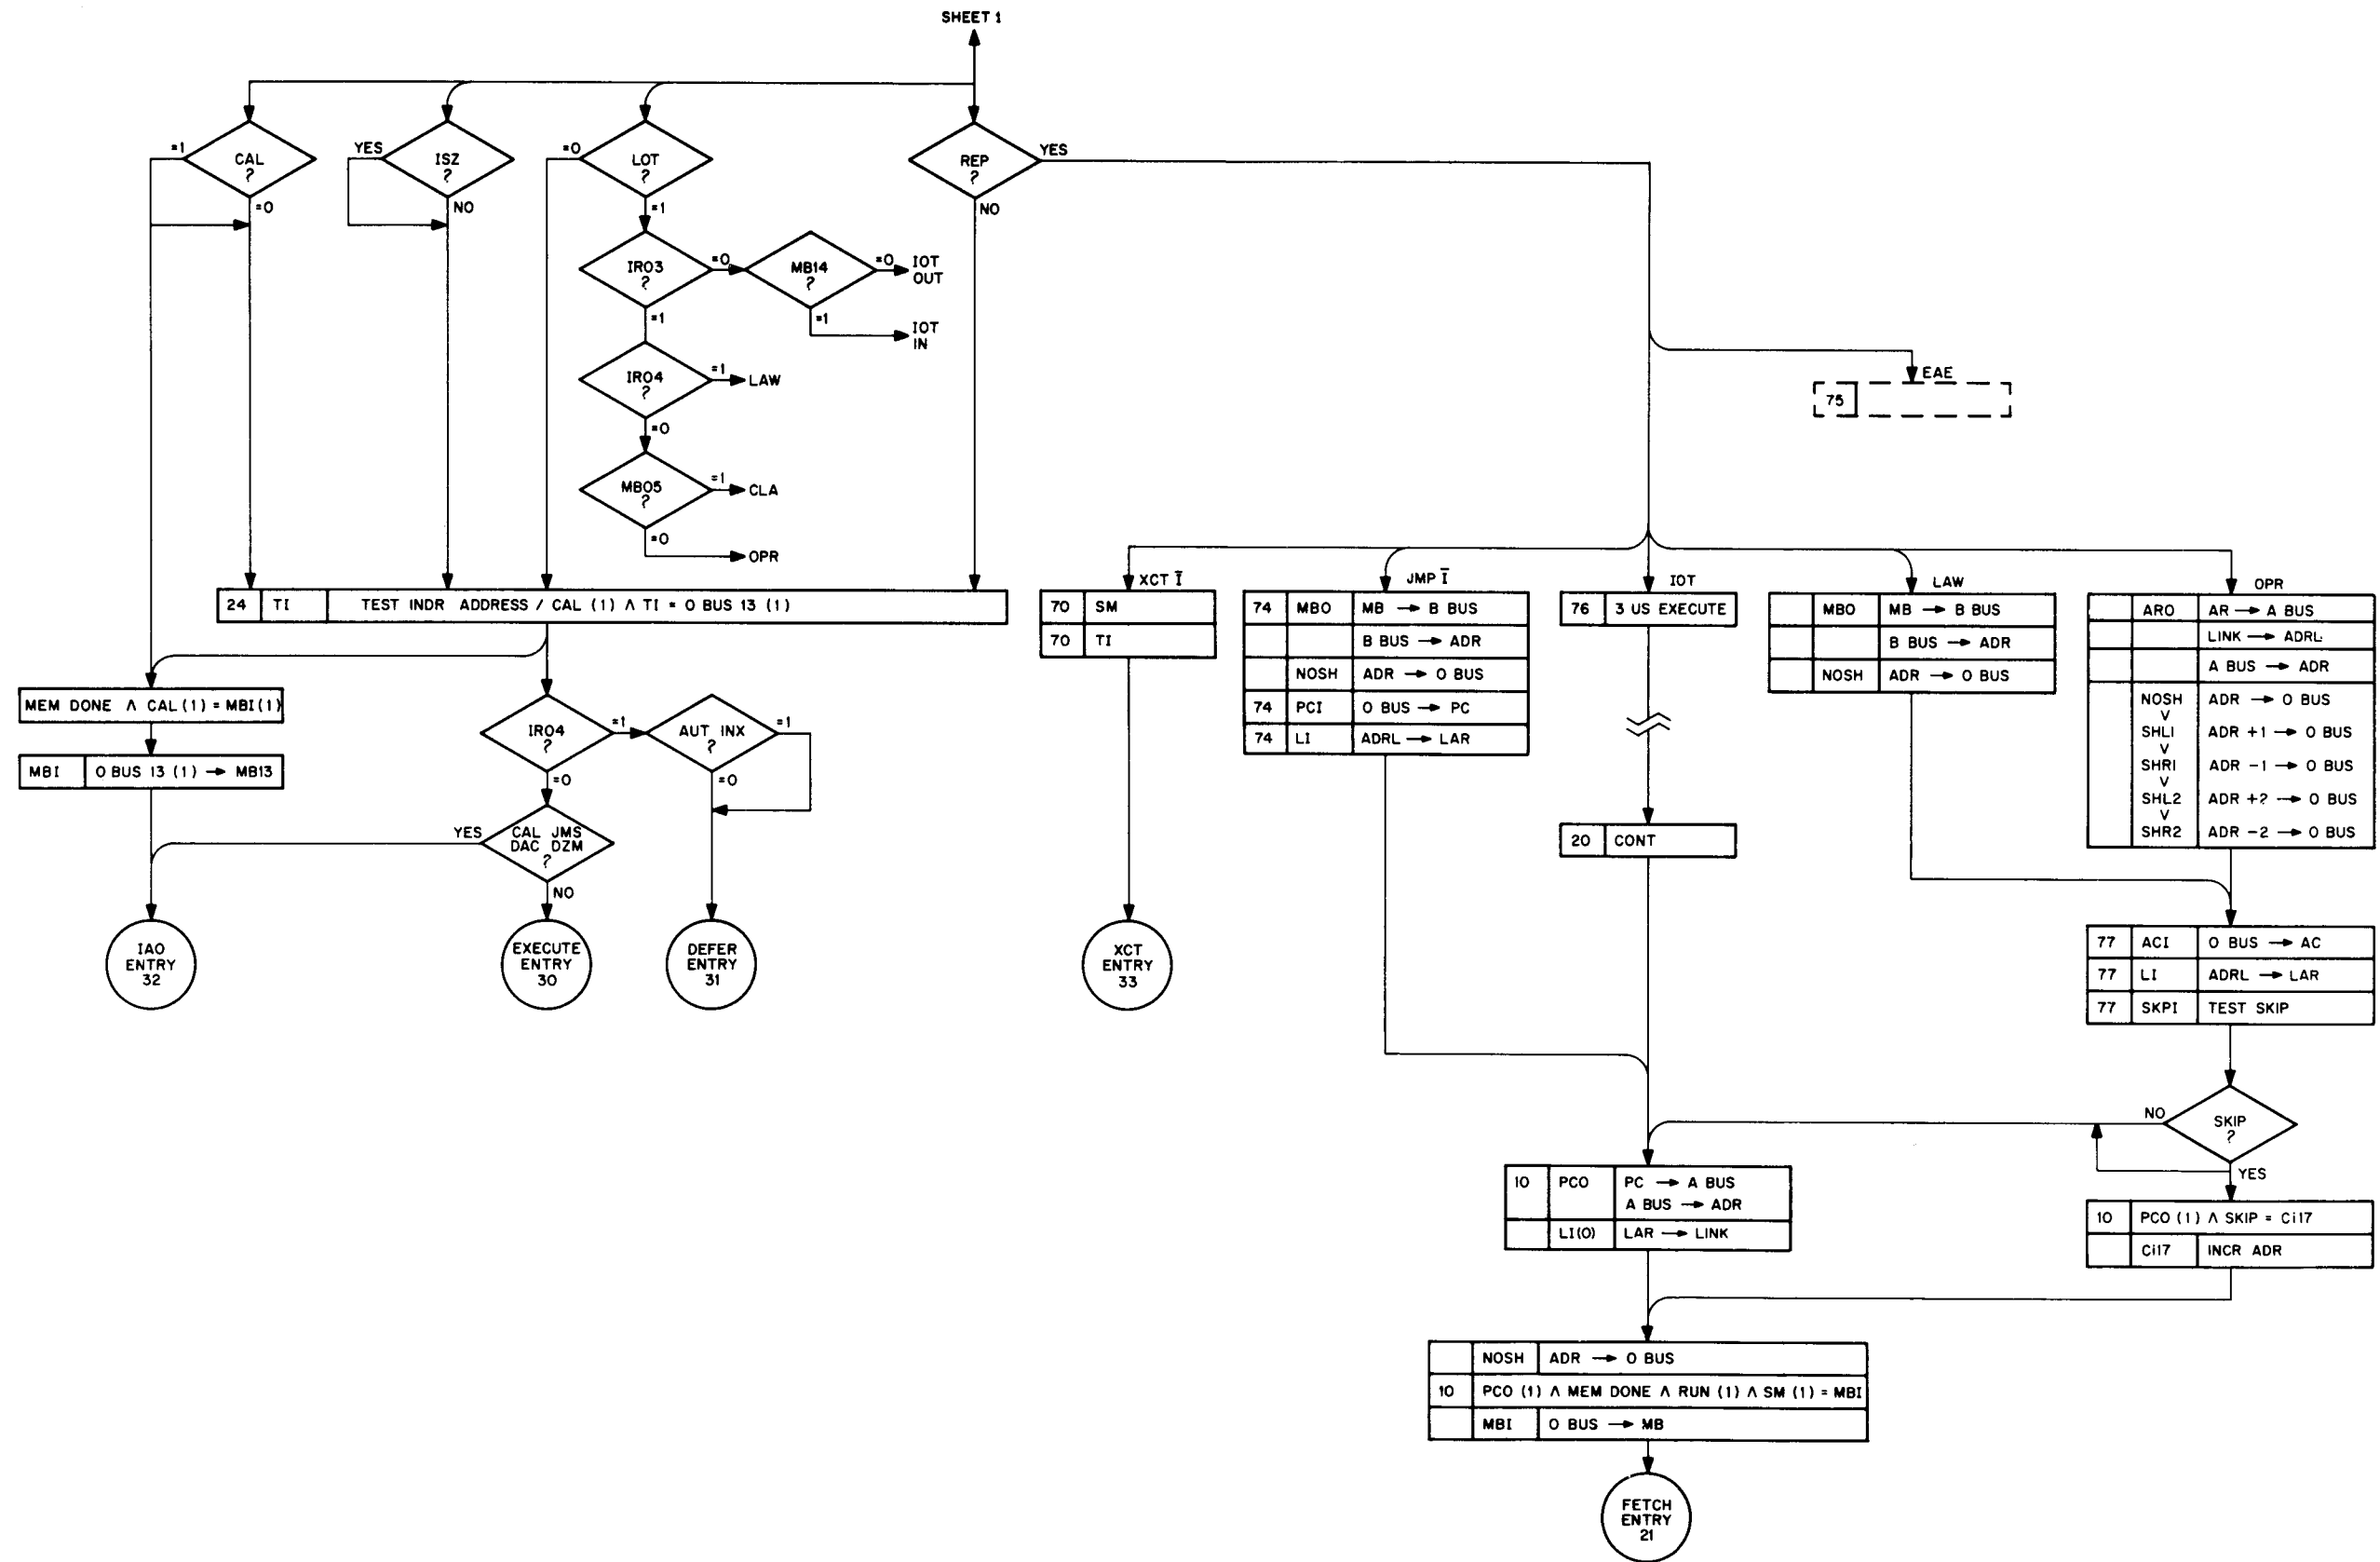 SHEET 1
=1
CAL
?
=0
YES
ISZ
?
NO
=0
LOT
?
=1
REP
?
YES
NO
IR03
?
=0
=1
MB14
?
=0
IOT
OUT
=1
IOT
IN
IR04
?
=1
LAW
=0
MB05
?
=1
CLA
=0
OPR
EAE
75
24 TI TEST INDR ADDRESS / CAL (1) Λ TI = O BUS 13 (1)
MEM DONE Λ CAL (1) = MBI(1)
MBI O BUS 13 (1) → MB13
IR04
?
=1
=0
AUT INX
?
=1
=0
YES
CAL JMS
DAC DZM
?
NO
IAO
ENTRY
32
EXECUTE
ENTRY
30
DEFER
ENTRY
31
XCT Ī
70 SM
70 TI
XCT
ENTRY
33
JMP Ī
74 MBO MB → B BUS
B BUS → ADR
NOSH ADR → O BUS
74 PCI O BUS → PC
74 LI ADRL → LAR
IOT
76 3 US EXECUTE
20 CONT
LAW
MBO MB → B BUS
B BUS → ADR
NOSH ADR → O BUS
OPR
ARO AR → A BUS
LINK → ADRL
A BUS → ADR
NOSH ADR → O BUS
V
SHL1 ADR +1 → O BUS
V
SHR1 ADR -1 → O BUS
V
SHL2 ADR +? → O BUS
V
SHR2 ADR -2 → O BUS
77 ACI O BUS → AC
77 LI ADRL → LAR
77 SKPI TEST SKIP
NO
SKIP
?
YES
10 PCO PC → A BUS
A BUS → ADR
LI(0) LAR → LINK
10 PCO (1) Λ SKIP = Ci17
Ci17 INCR ADR
NOSH ADR → O BUS
10 PCO (1) Λ MEM DONE Λ RUN (1) Λ SM (1) = MBI
MBI O BUS → MB
FETCH
ENTRY
21